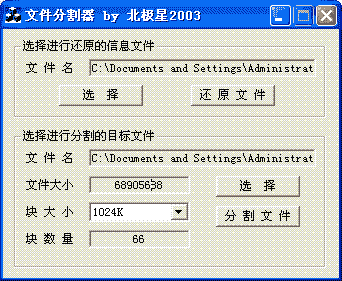 文件分割器 by 北极星2003
选择进行还原的信息文件
文 件 名 C:\Documents and Settings\Administrat
选 择 还 原 文 件
选择进行分割的目标文件
文 件 名 C:\Documents and Settings\Administrat
文件大小 68905638 选 择
块 大 小 1024K 分 割 文 件
块 数 量 66